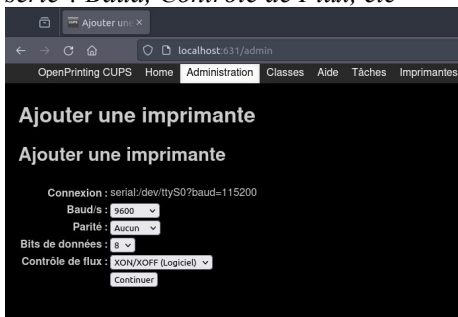 série : Baud, Contrôle de Flux, etc
Ajouter une
localhost:631/admin
OpenPrinting CUPS Home Administration Classes Aide Tâches Imprimantes
Ajouter une imprimante
Ajouter une imprimante
Connexion : serial:/dev/ttyS0?baud=115200
Baud/s : 9600
Parité : Aucun
Bits de données : 8
Contrôle de flux : XON/XOFF (Logiciel)
Continuer